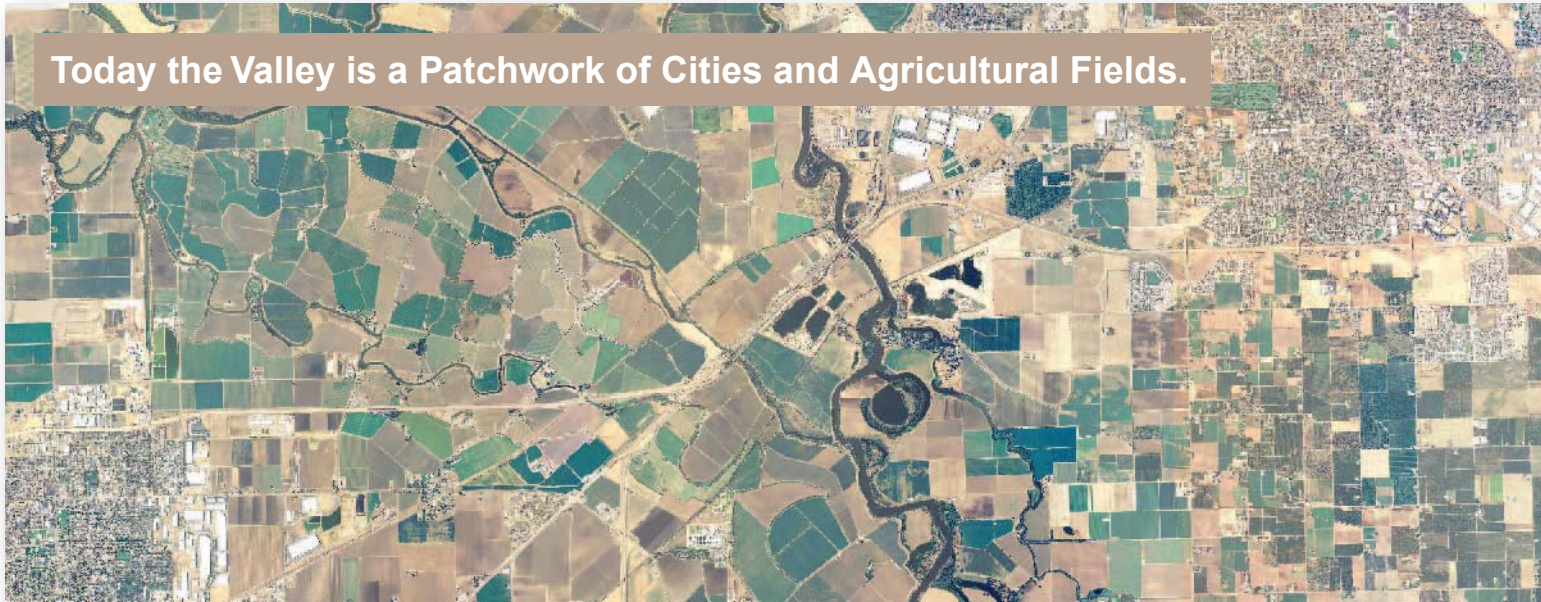 Today the Valley is a Patchwork of Cities and Agricultural Fields.